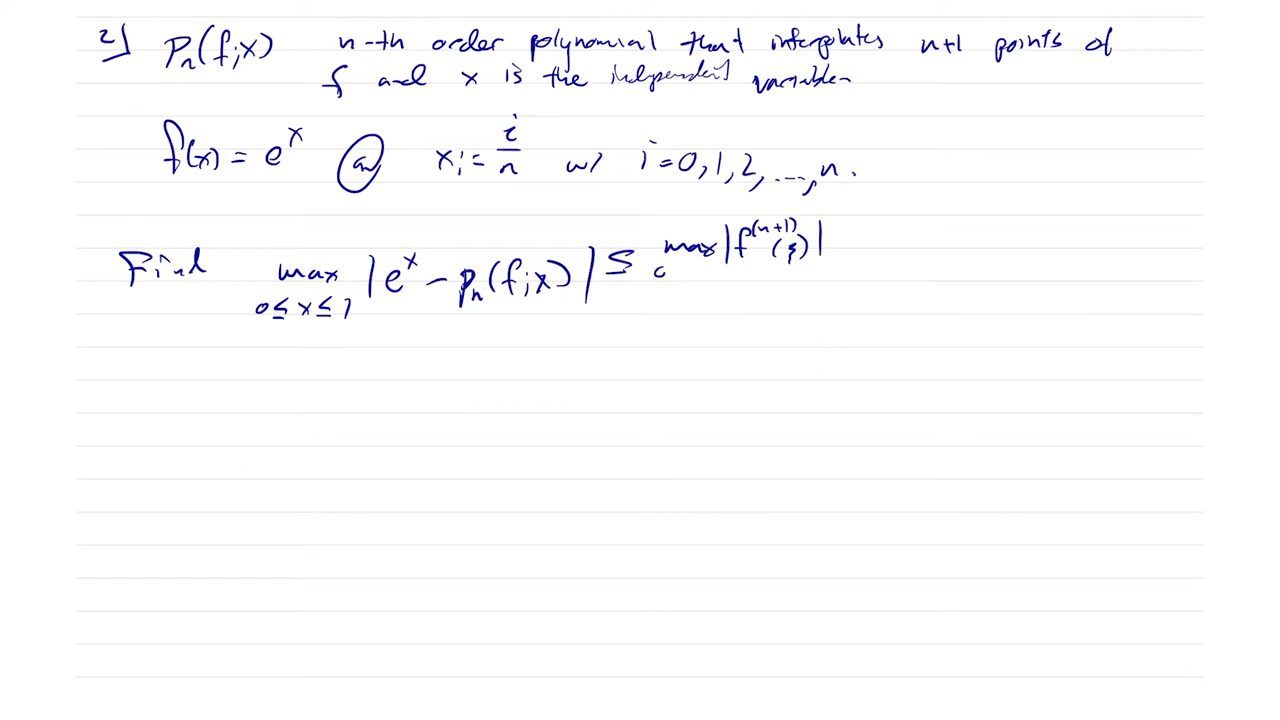 2) Pn(f;x) n-th order polynomial that interpolates n+1 points of
f and x is the independent variable
f(x) = e^x @ xi = i/n w/ i = 0, 1, 2, ..., n.
Find max 0≤x≤1 |e^x − pn(f;x)| ≤ max |f^(n+1)(ξ)|
0